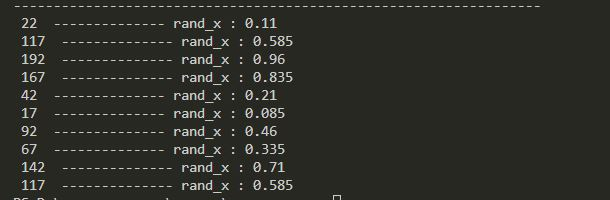 --------------------------------------------------------------------
22  -------------- rand_x : 0.11
117  -------------- rand_x : 0.585
192  -------------- rand_x : 0.96
167  -------------- rand_x : 0.835
42  -------------- rand_x : 0.21
17  -------------- rand_x : 0.085
92  -------------- rand_x : 0.46
67  -------------- rand_x : 0.335
142  -------------- rand_x : 0.71
117  -------------- rand_x : 0.585